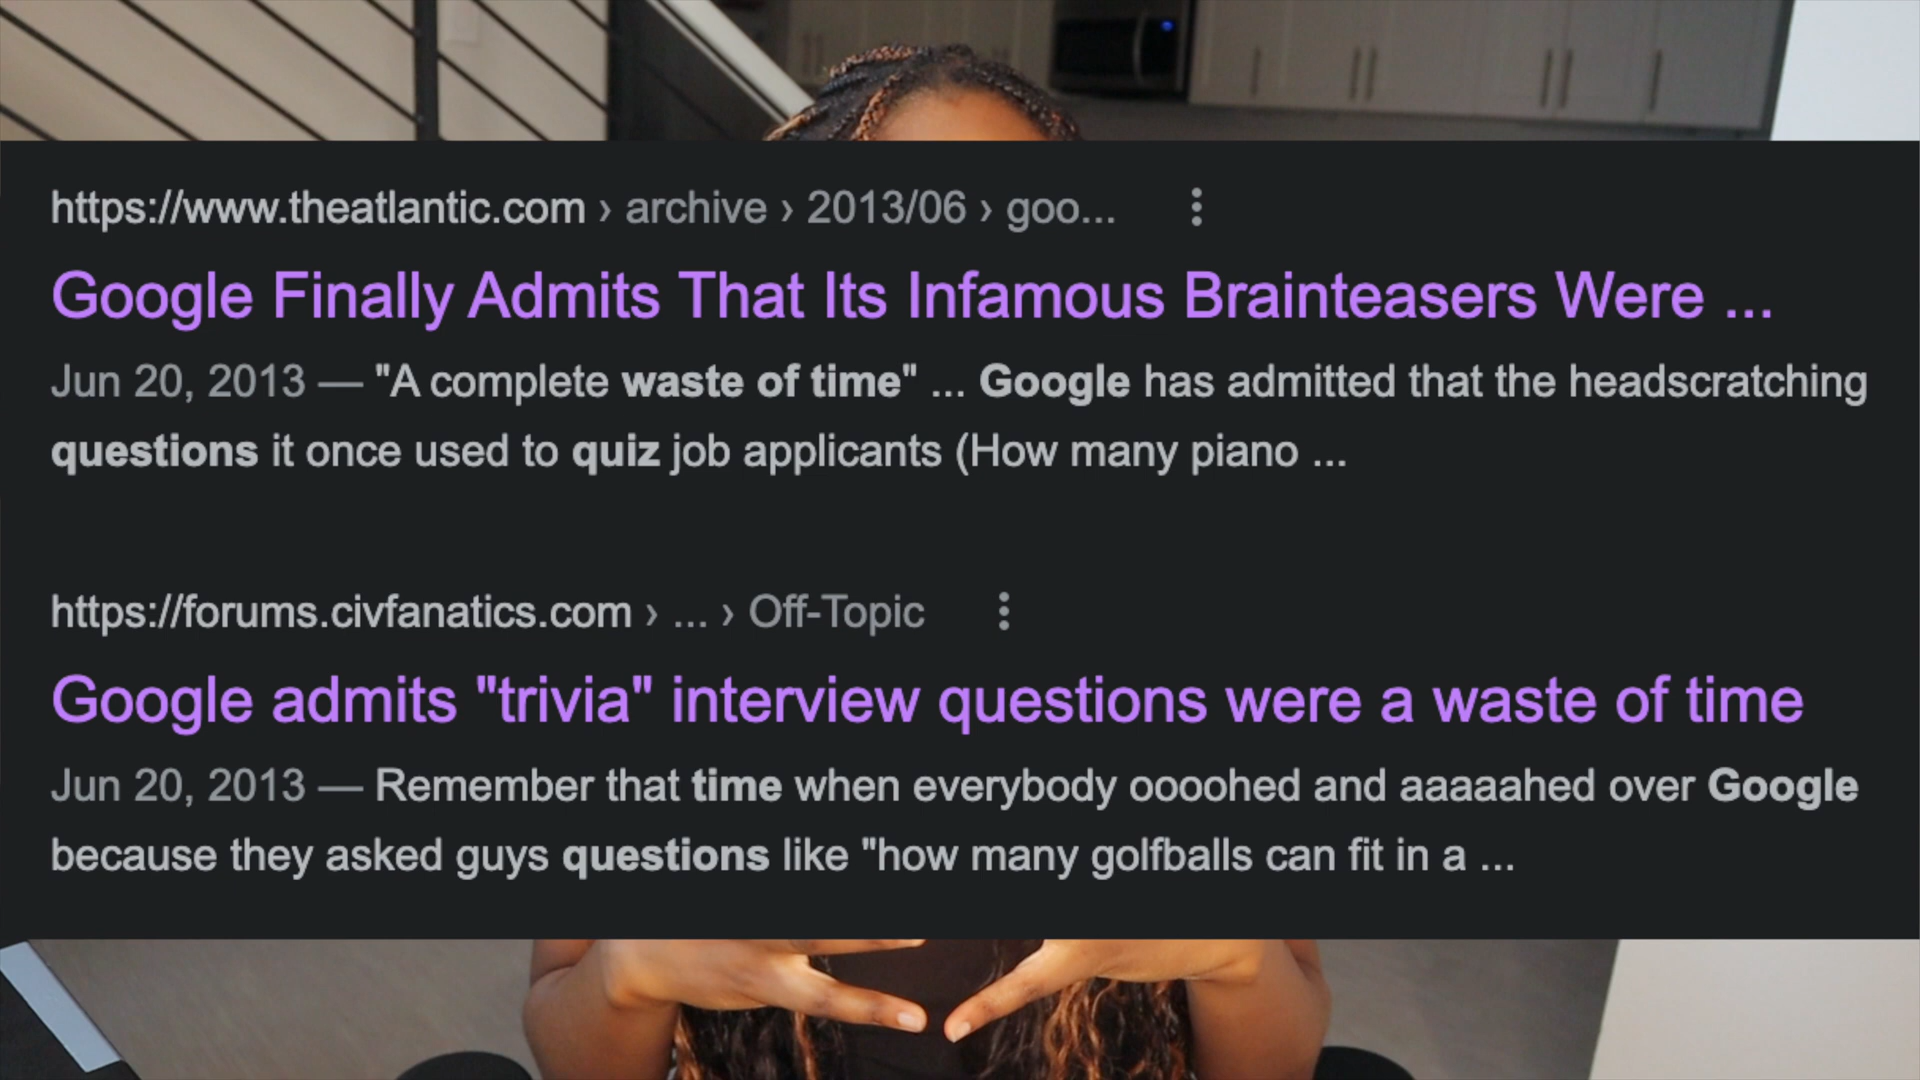 https://www.theatlantic.com › archive › 2013/06 › goo...
Google Finally Admits That Its Infamous Brainteasers Were ...
Jun 20, 2013 — "A complete waste of time" ... Google has admitted that the headscratching
questions it once used to quiz job applicants (How many piano ...
https://forums.civfanatics.com › ... › Off-Topic
Google admits "trivia" interview questions were a waste of time
Jun 20, 2013 — Remember that time when everybody oooohed and aaaaahed over Google
because they asked guys questions like "how many golfballs can fit in a ...